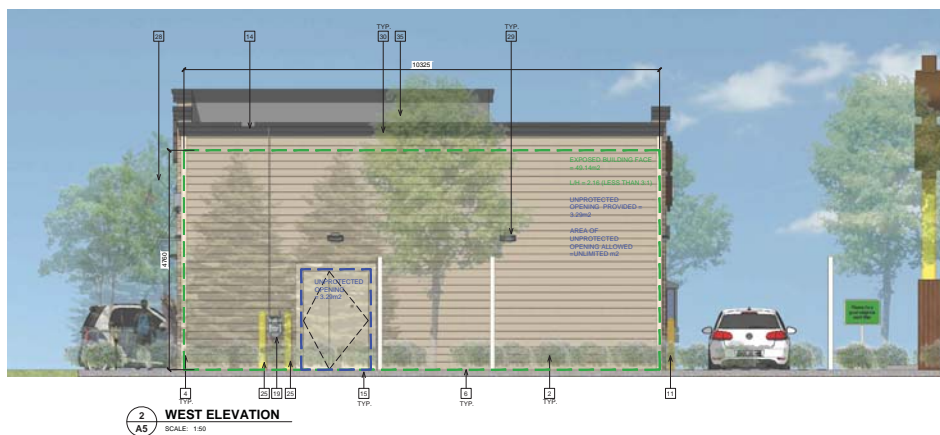 TYP.
TYP.
28
14
30
35
29
10325
EXPOSED BUILDING FACE
= 49.14m2
L/H = 2.16 (LESS THAN 3:1)
UNPROTECTED
OPENING PROVIDED =
3.29m2
AREA OF
UNPROTECTED
OPENING ALLOWED
=UNLIMITED m2
4760
UNPROTECTED
OPENING
= 3.29m2
4
TYP.
25
19
25
15
TYP.
6
TYP.
2
TYP.
11
2
A5
WEST ELEVATION
SCALE: 1:50